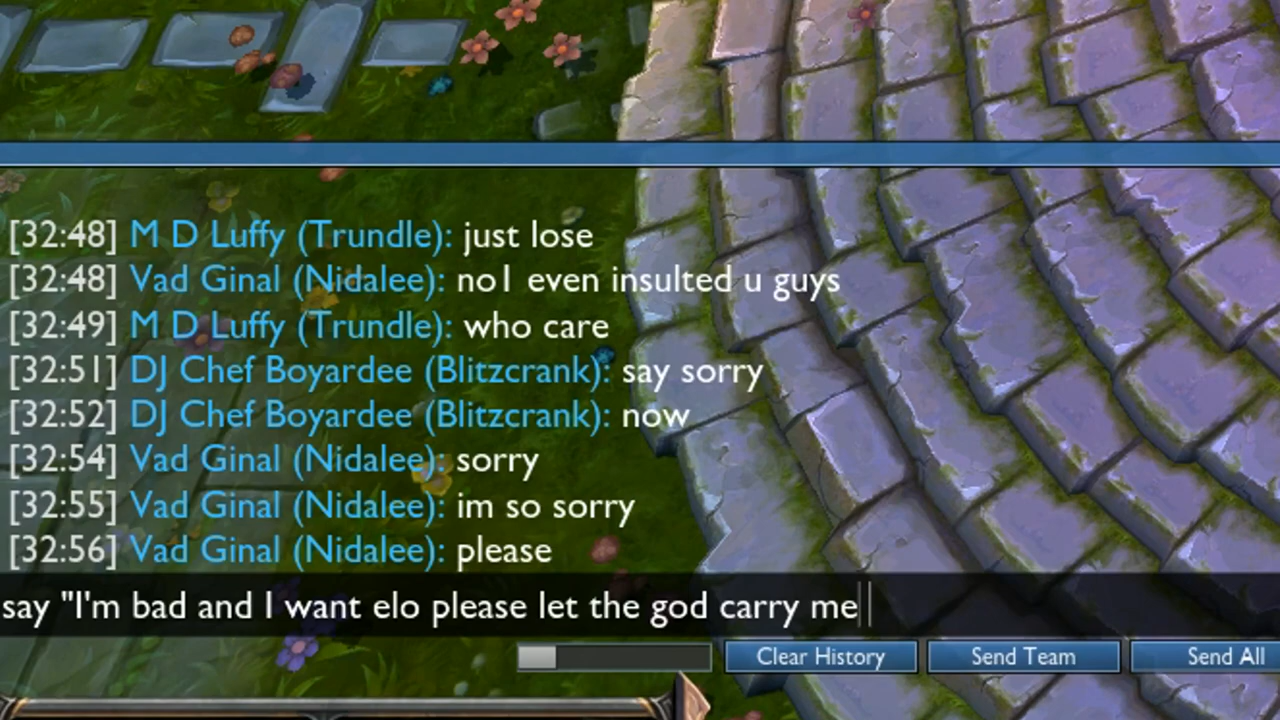 [32:48] M D Luffy (Trundle): just lose
[32:48] Vad Ginal (Nidalee): no1 even insulted u guys
[32:49] M D Luffy (Trundle): who care
[32:51] DJ Chef Boyardee (Blitzcrank): say sorry
[32:52] DJ Chef Boyardee (Blitzcrank): now
[32:54] Vad Ginal (Nidalee): sorry
[32:55] Vad Ginal (Nidalee): im so sorry
[32:56] Vad Ginal (Nidalee): please
say "I'm bad and I want elo please let the god carry me
Clear History Send Team Send All